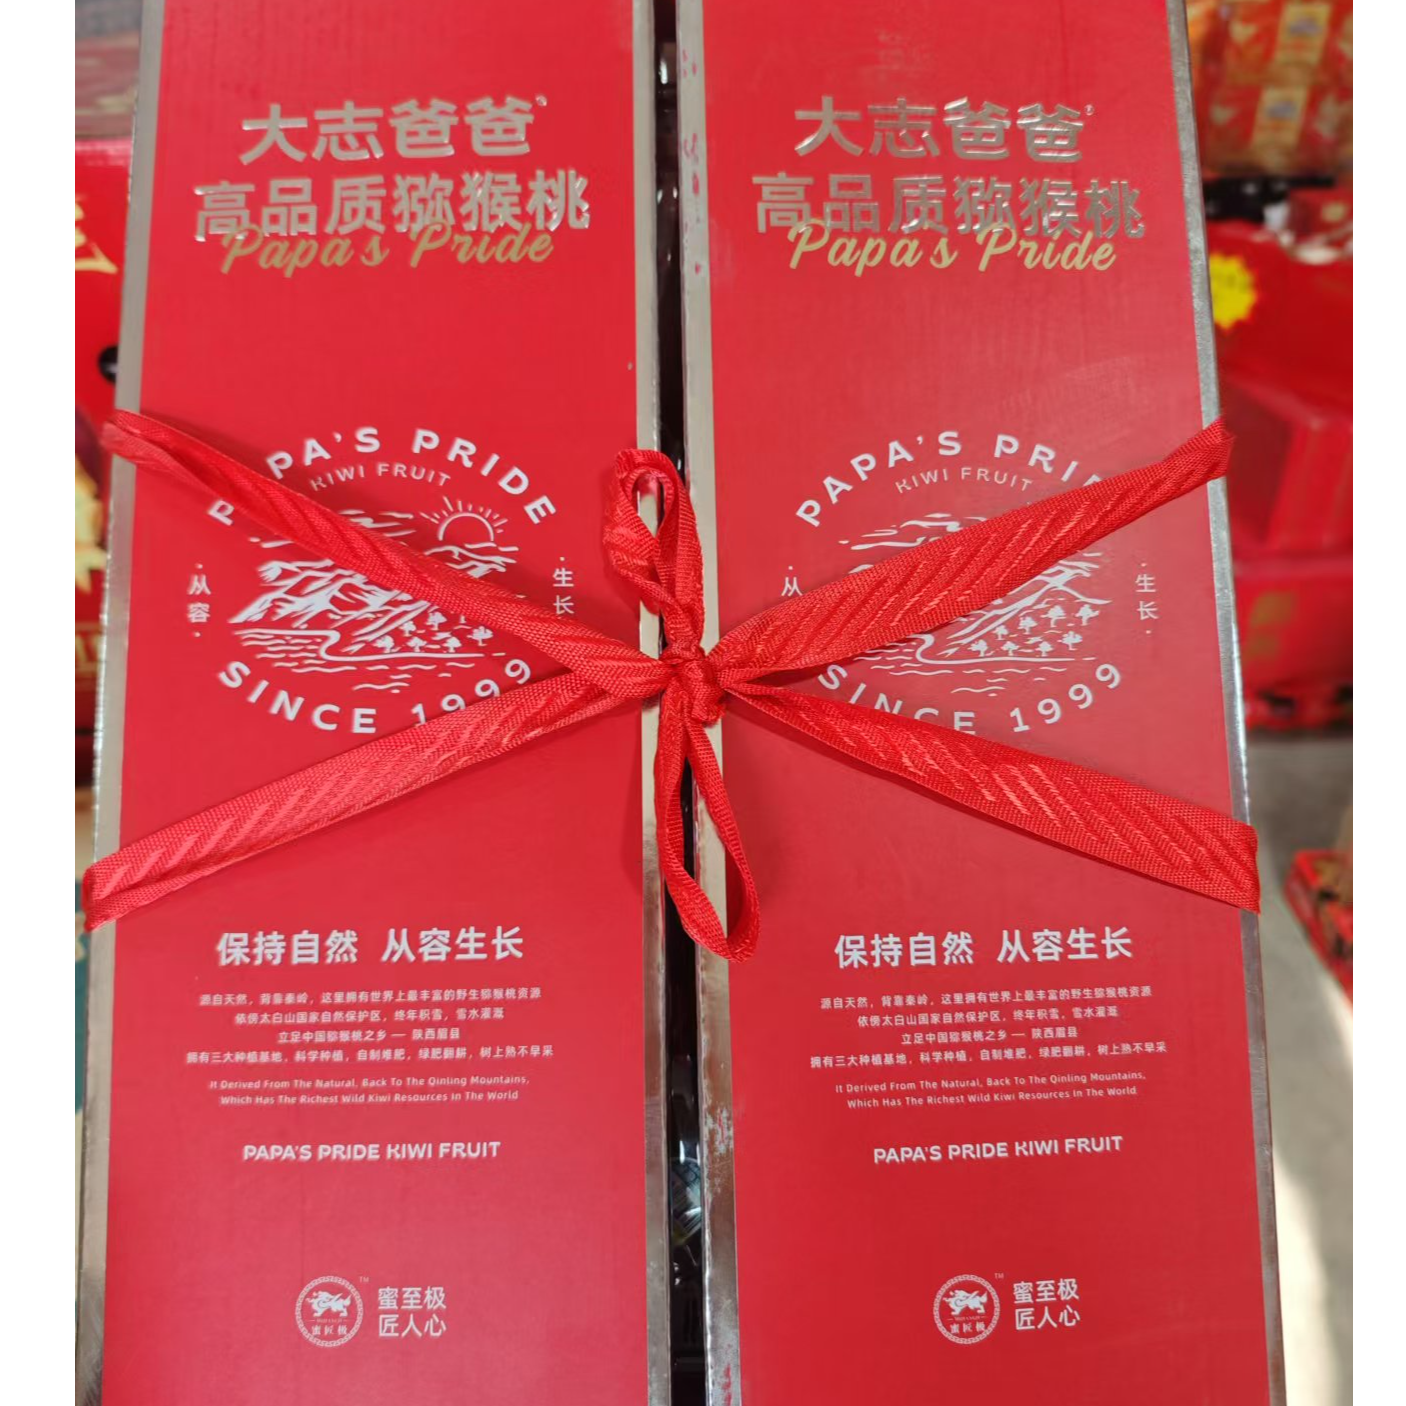 大志爸爸
高品质猕猴桃
Papa's Pride
PAPA'S PRIDE
KIWI FRUIT
·从容·
·生长·
SINCE 1999
保持自然 从容生长
源自天然，背靠秦岭，这里拥有世界上最丰富的野生猕猴桃资源
依傍太白山国家自然保护区，终年积雪，雪水灌溉
立足中国猕猴桃之乡 — 陕西眉县
拥有三大种植基地，科学种植，自制堆肥，绿肥翻耕，树上熟不早采
It Derived From The Natural, Back To The Qinling Mountains,
Which Has The Richest Wild Kiwi Resources In The World
PAPA'S PRIDE KIWI FRUIT
TM
蜜匠极
蜜至极
匠人心
大志爸爸
高品质猕猴桃
Papa's Pride
PAPA'S PRI
KIWI FRUIT
·从
·生长·
SINCE 1999
保持自然 从容生长
源自天然，背靠秦岭，这里拥有世界上最丰富的野生猕猴桃资源
依傍太白山国家自然保护区，终年积雪，雪水灌溉
立足中国猕猴桃之乡 — 陕西眉县
拥有三大种植基地，科学种植，自制堆肥，绿肥翻耕，树上熟不早采
It Derived From The Natural, Back To The Qinling Mountains,
Which Has The Richest Wild Kiwi Resources In The World
PAPA'S PRIDE KIWI FRUIT
TM
蜜匠极
蜜至极
匠人心